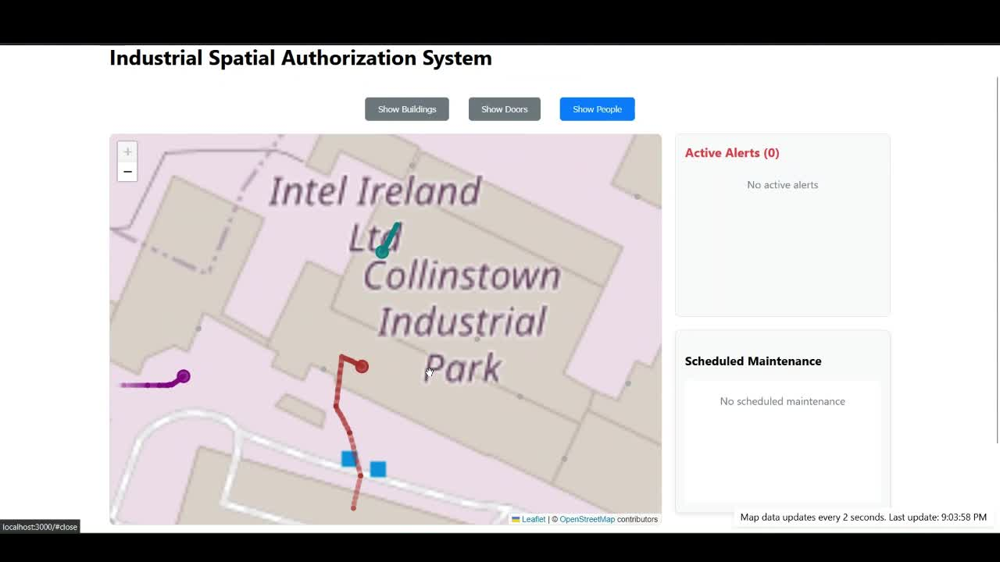 Industrial Spatial Authorization System
Show Buildings
Show Doors
Show People
+
−
Intel Ireland
Ltd
Collinstown
Industrial
Park
Leaflet | © OpenStreetMap contributors
Active Alerts (0)
No active alerts
Scheduled Maintenance
No scheduled maintenance
Map data updates every 2 seconds. Last update: 9:03:58 PM
localhost:3000/#close